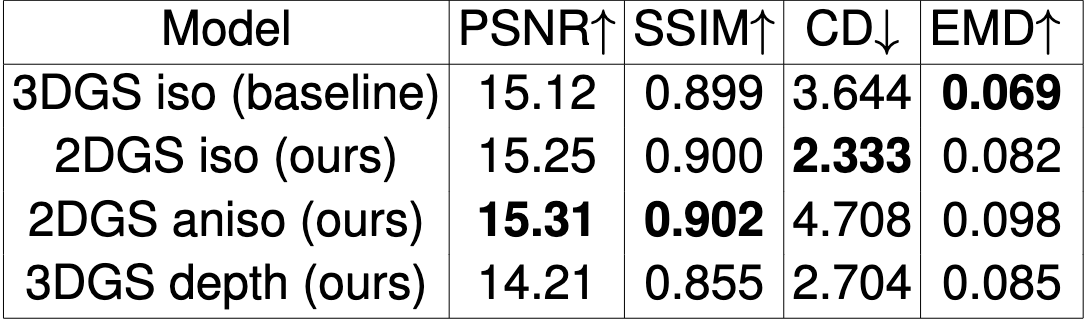 Model PSNR↑ SSIM↑ CD↓ EMD↑
3DGS iso (baseline) 15.12 0.899 3.644 0.069
2DGS iso (ours) 15.25 0.900 2.333 0.082
2DGS aniso (ours) 15.31 0.902 4.708 0.098
3DGS depth (ours) 14.21 0.855 2.704 0.085